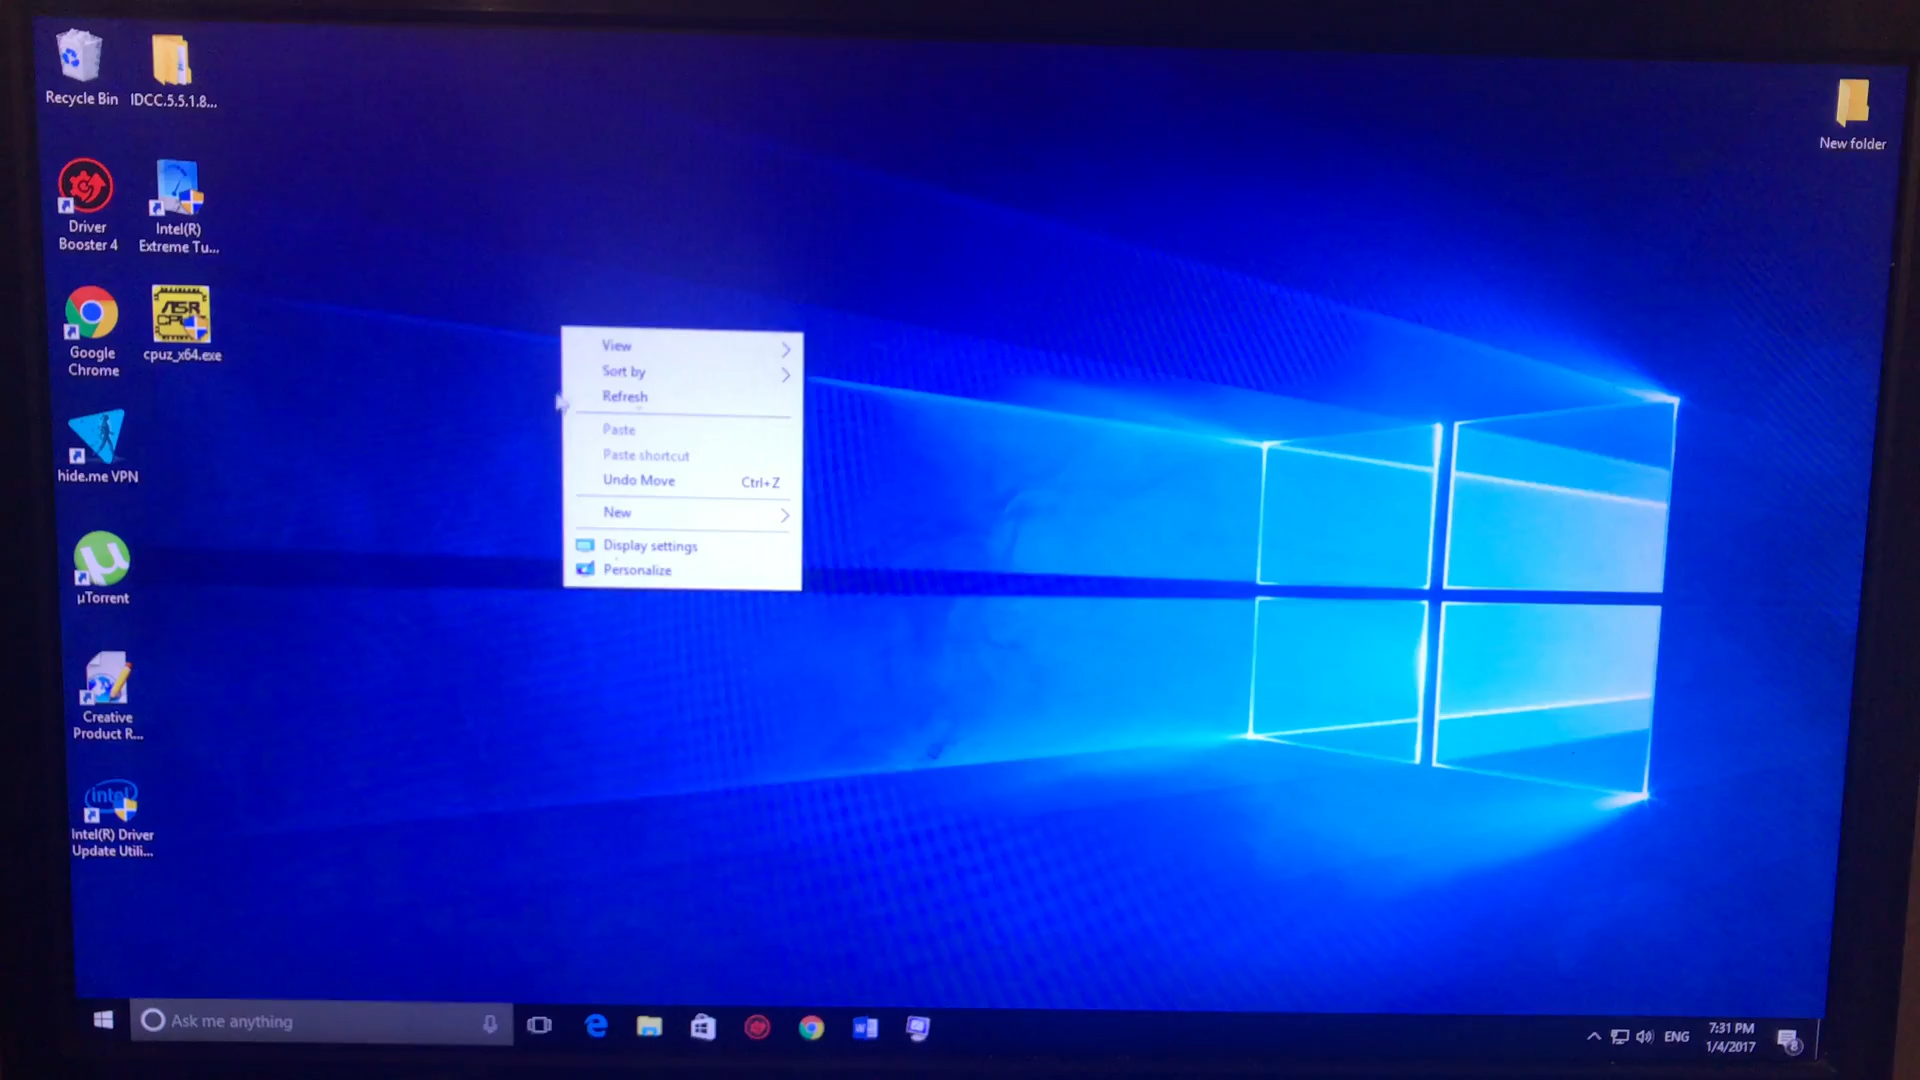 Recycle Bin
IDCC.5.5.1.8...
New folder
Driver
Booster 4
Intel(R)
Extreme Tu...
Google
Chrome
ASR
cpuz_x64.exe
hide.me VPN
µTorrent
Creative
Product R...
intel
Intel(R) Driver
Update Utili...
View
Sort by
Refresh
Paste
Paste shortcut
Undo Move Ctrl+Z
New
Display settings
Personalize
Ask me anything
ENG
7:31 PM
1/4/2017